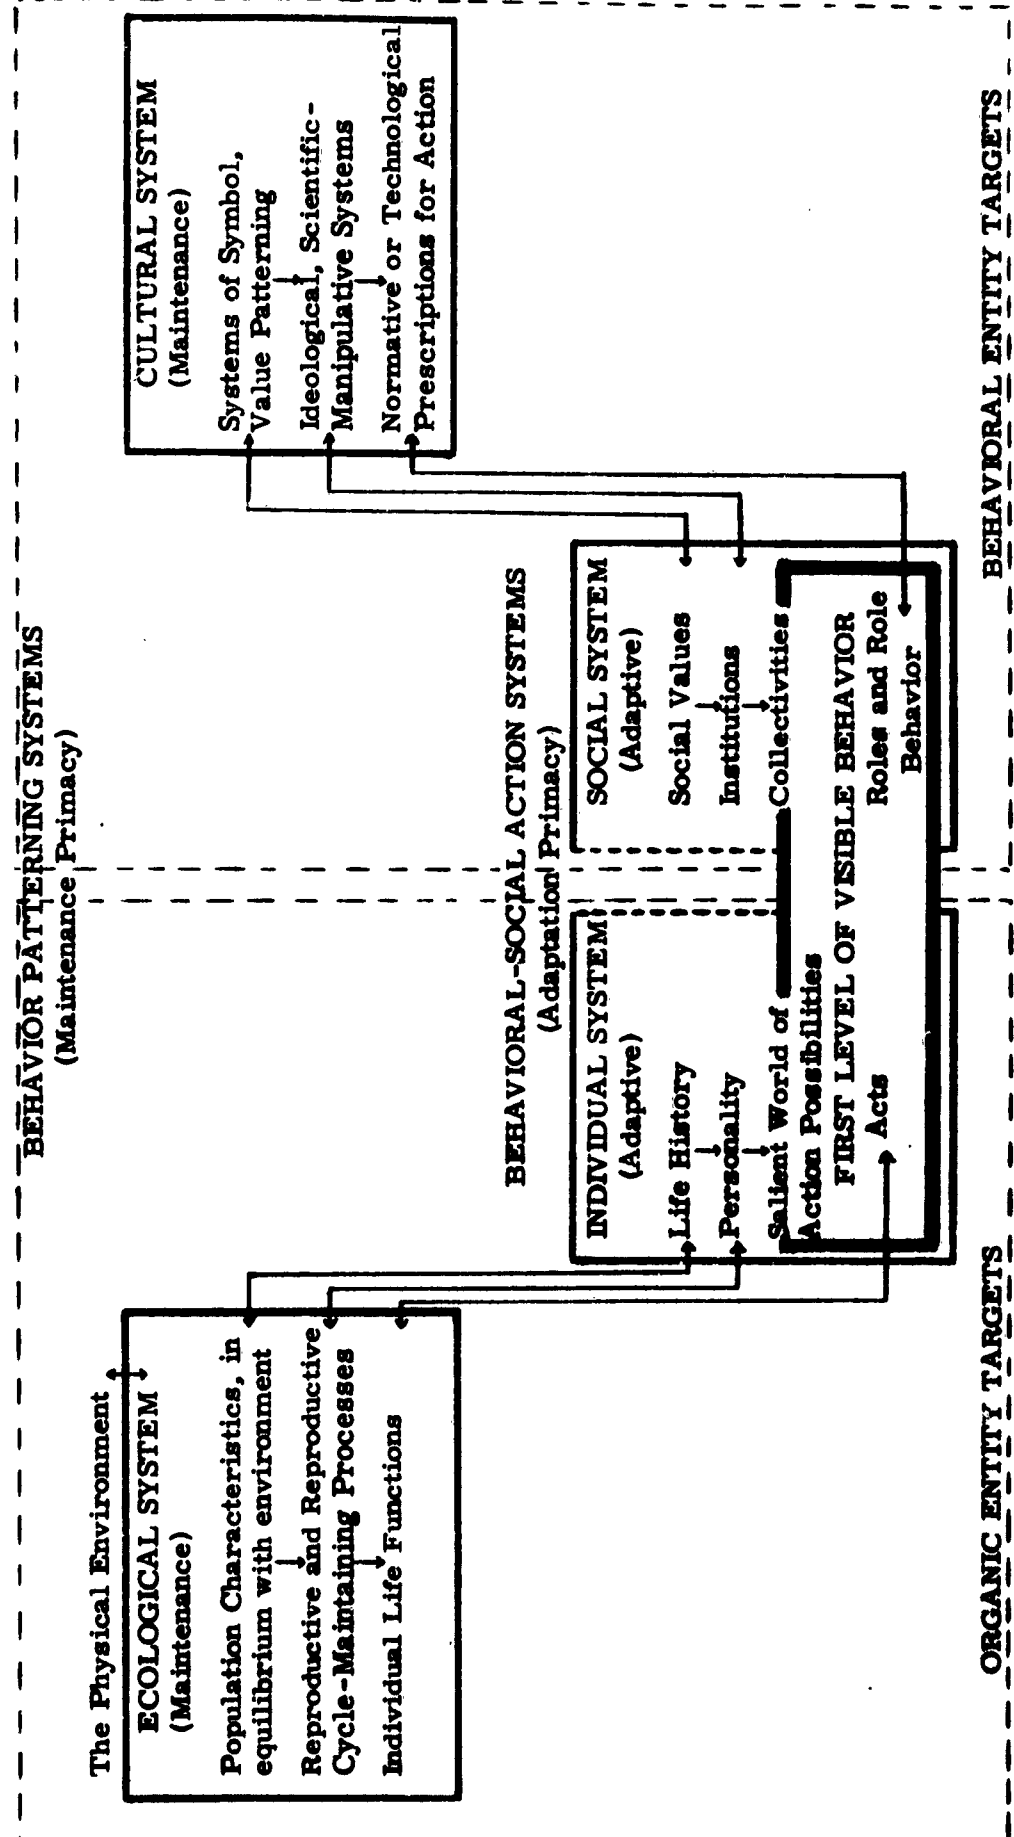 BEHAVIOR PATTERNING SYSTEMS
(Maintenance Primacy)
The Physical Environment
ECOLOGICAL SYSTEM
(Maintenance)
Population Characteristics, in
equilibrium with environment
Reproductive and Reproductive
Cycle-Maintaining Processes
Individual Life Functions
CULTURAL SYSTEM
(Maintenance)
Systems of Symbol,
Value Patterning
Ideological, Scientific-
Manipulative Systems
Normative or Technological
Prescriptions for Action
BEHAVIORAL-SOCIAL ACTION SYSTEMS
(Adaptation Primacy)
INDIVIDUAL SYSTEM
(Adaptive)
Life History
Personality
Salient World of
Action Possibilities
SOCIAL SYSTEM
(Adaptive)
Social Values
Institutions
Collectivities
FIRST LEVEL OF VISIBLE BEHAVIOR
Acts
Roles and Role
Behavior
ORGANIC ENTITY TARGETS
BEHAVIORAL ENTITY TARGETS